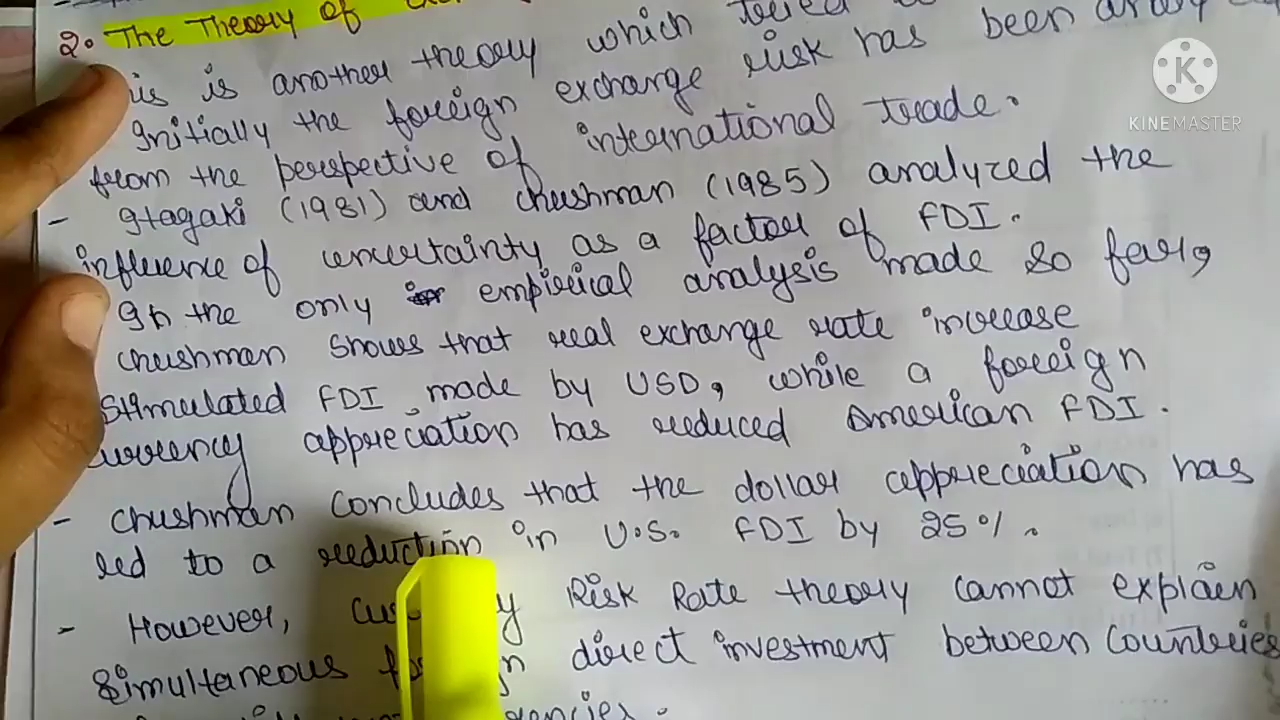 2. The Theory of
is is another theory which
Initially the foreign exchange risk has been
from the perspective of international trade.
- Itagaki (1981) and Chushman (1985) analyzed the
influence of uncertainty as a factor of FDI.
In the only empirical analysis made so far,
Chushman shows that real exchange rate increase
stimulated FDI made by USD, while a foreign
currency appreciation has reduced American FDI.
- Chushman concludes that the dollar appreciation has
led to a reduction in U.S. FDI by 25%.
- However, Risk Rate theory cannot explain
simultaneous direct investment between Countries
KINEMASTER